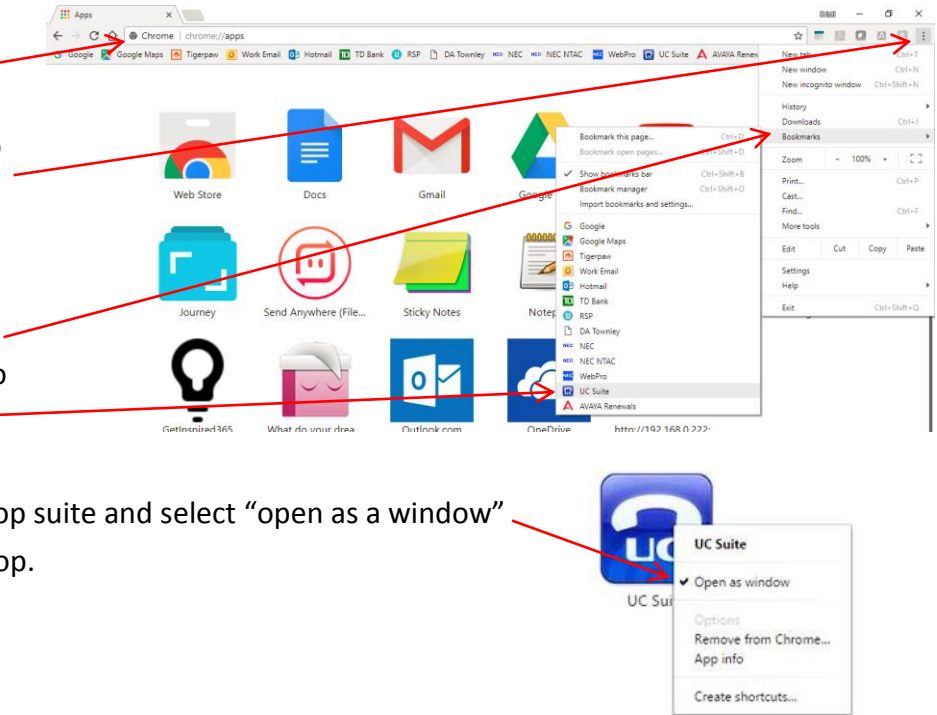 Apps
Chrome | chrome://apps
Google Google Maps Tigerpaw Work Email Hotmail TD Bank RSP DA Townley NEC NEC NTAC WebPro UC Suite AVAYA Renew
New tab Ctrl+T
New window Ctrl+N
New incognito window Ctrl+Shift+N
History
Downloads Ctrl+J
Bookmarks
Zoom - 100% +
Print... Ctrl+P
Cast...
Find... Ctrl+F
More tools
Edit Cut Copy Paste
Settings
Help
Exit Ctrl+Shift+Q
Bookmark this page... Ctrl+D
Bookmark open pages... Ctrl+Shift+D
Show bookmarks bar Ctrl+Shift+B
Bookmark manager Ctrl+Shift+O
Import bookmarks and settings...
Google
Google Maps
Tigerpaw
Work Email
Hotmail
TD Bank
RSP
DA Townley
NEC
NEC NTAC
WebPro
UC Suite
AVAYA Renewals
Web Store Docs Gmail Google
Journey Send Anywhere (File... Sticky Notes Notep
GetInspired365 What do your drea Outlook.com OneDrive http://192.168.0.222:
op suite and select “open as a window”
op.
UC
UC Sui
UC Suite
Open as window
Options
Remove from Chrome...
App info
Create shortcuts...